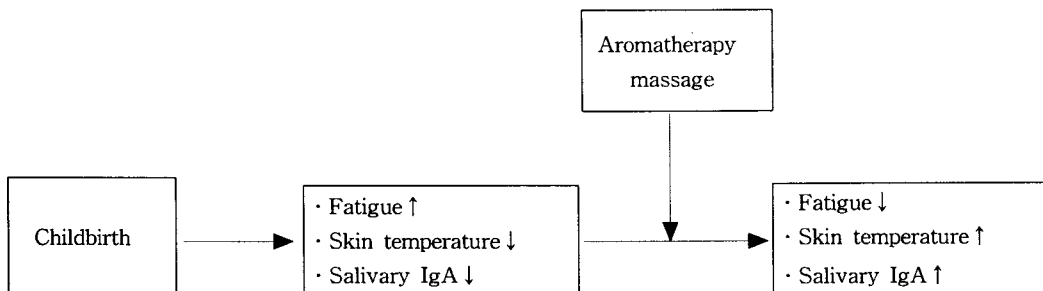 Aromatherapy
massage
Childbirth
· Fatigue ↑
· Skin temperature ↓
· Salivary IgA ↓
· Fatigue ↓
· Skin temperature ↑
· Salivary IgA ↑